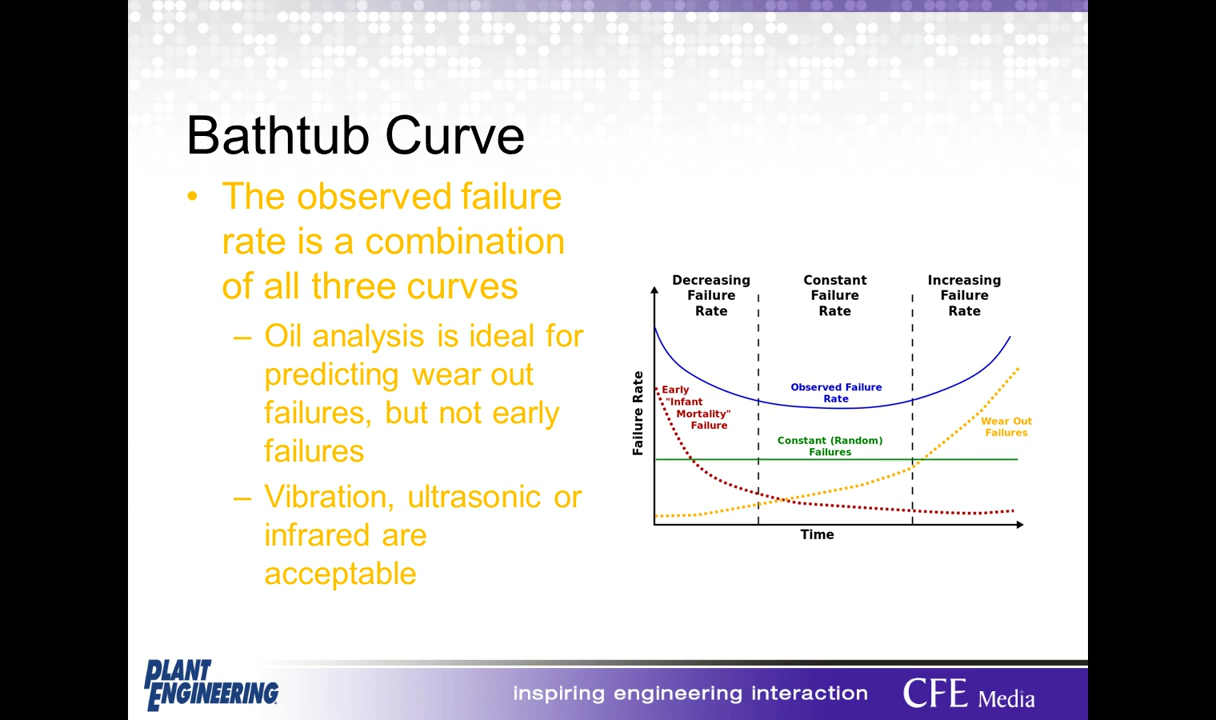 Bathtub Curve
• The observed failure
rate is a combination
of all three curves
– Oil analysis is ideal for
predicting wear out
failures, but not early
failures
– Vibration, ultrasonic or
infrared are
acceptable
Decreasing
Failure
Rate
Constant
Failure
Rate
Increasing
Failure
Rate
Failure Rate
Early
"Infant
Mortality"
Failure
Observed Failure
Rate
Constant (Random)
Failures
Wear Out
Failures
Time
PLANT
ENGINEERING
inspiring engineering interaction
CFE Media